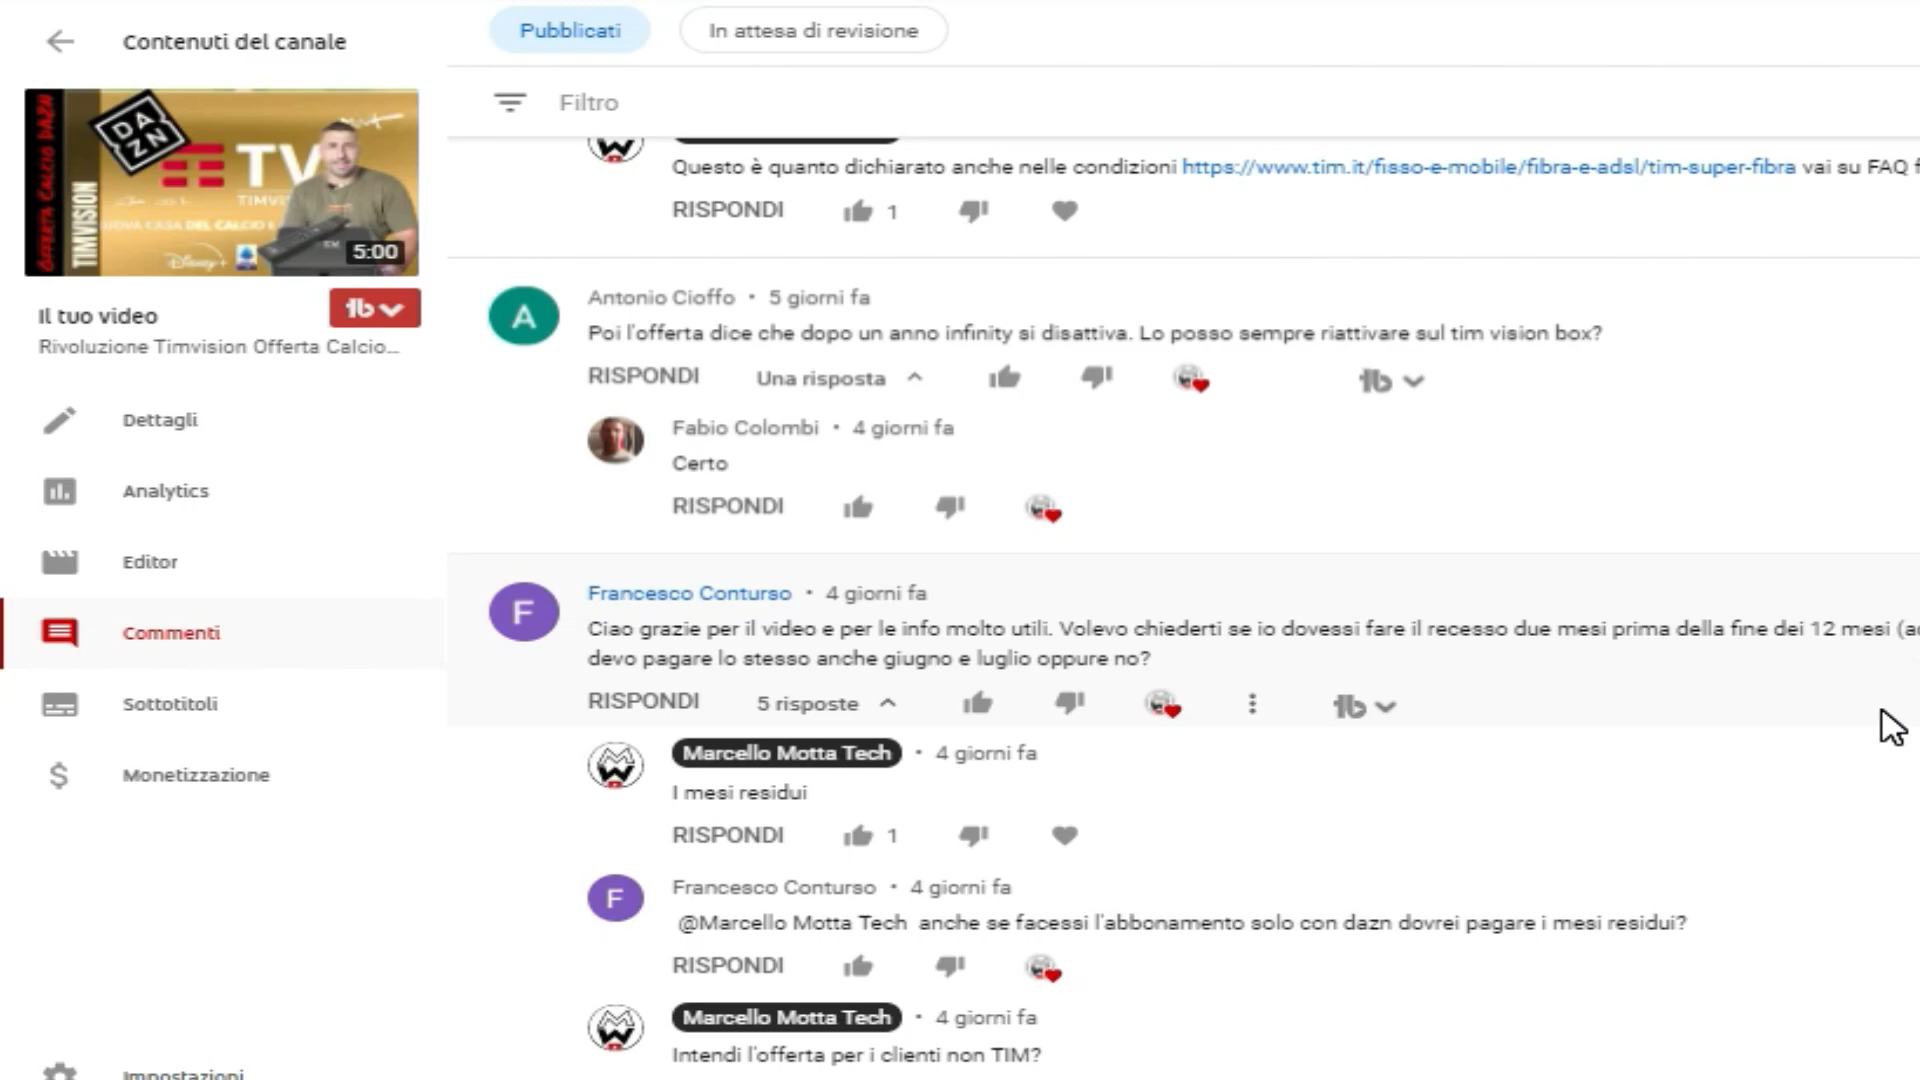 Contenuti del canale
Pubblicati
In attesa di revisione
Filtro
OFFERTA CALCIO DAZN
TIMVISION
DAZN
TV
DEL CALCIO
Disney+
5:00
Il tuo video
Rivoluzione Timvision Offerta Calcio...
Dettagli
Analytics
Editor
Commenti
Sottotitoli
Monetizzazione
Impostazioni
Questo è quanto dichiarato anche nelle condizioni https://www.tim.it/fisso-e-mobile/fibra-e-adsl/tim-super-fibra vai su FAQ f
RISPONDI 1
A
Antonio Cioffo • 5 giorni fa
Poi l'offerta dice che dopo un anno infinity si disattiva. Lo posso sempre riattivare sul tim vision box?
RISPONDI Una risposta
Fabio Colombi • 4 giorni fa
Certo
RISPONDI
F
Francesco Conturso • 4 giorni fa
Ciao grazie per il video e per le info molto utili. Volevo chiederti se io dovessi fare il recesso due mesi prima della fine dei 12 mesi (a
devo pagare lo stesso anche giugno e luglio oppure no?
RISPONDI 5 risposte
Marcello Motta Tech • 4 giorni fa
I mesi residui
RISPONDI 1
F
Francesco Conturso • 4 giorni fa
@Marcello Motta Tech anche se facessi l'abbonamento solo con dazn dovrei pagare i mesi residui?
RISPONDI
Marcello Motta Tech • 4 giorni fa
Intendi l'offerta per i clienti non TIM?